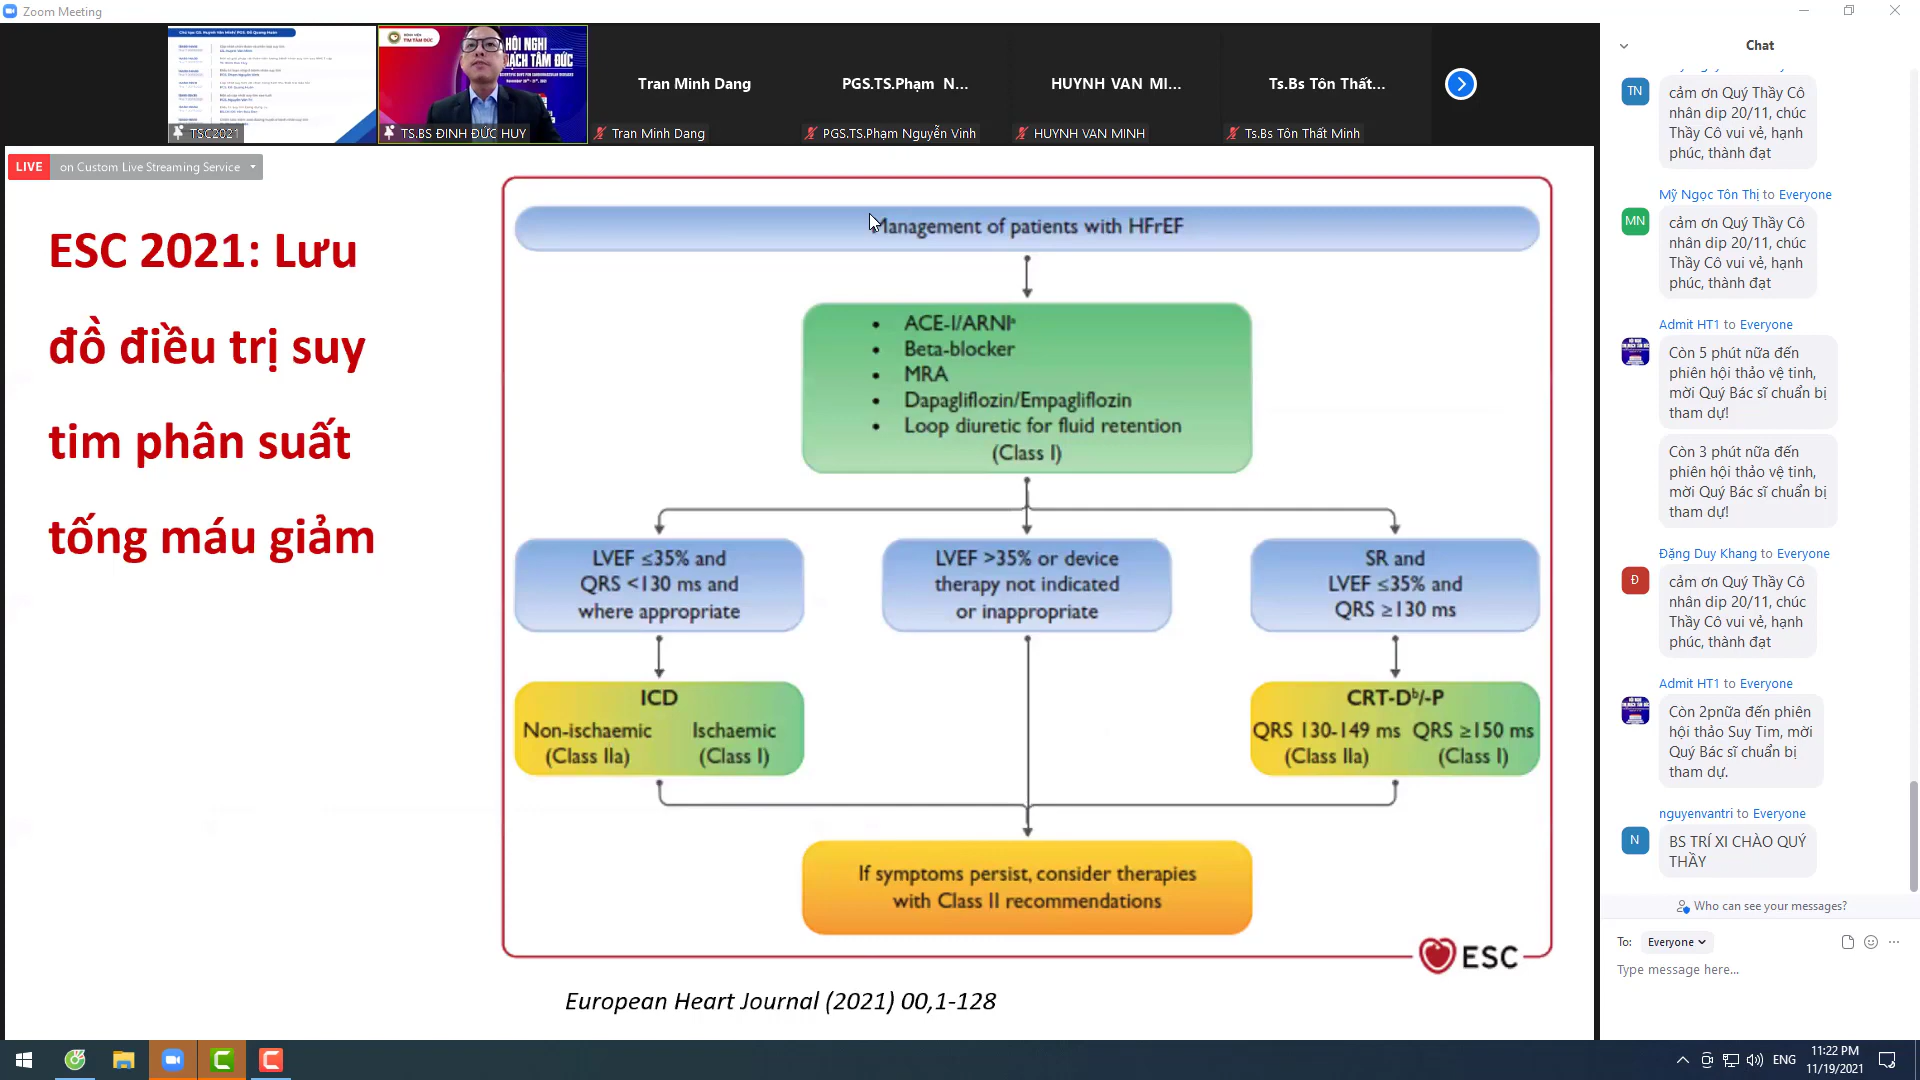 Zoom Meeting
TSC2021
BỆNH VIỆN
TIM TÂM ĐỨC
HỘI NGHỊ
TS.BS ĐINH ĐỨC HUY
Tran Minh Dang
Tran Minh Dang
PGS.TS.Phạm N...
PGS.TS.Phạm Nguyễn Vinh
HUYNH VAN MI...
HUYNH VAN MINH
Ts.Bs Tôn Thất...
Ts.Bs Tôn Thất Minh
LIVE on Custom Live Streaming Service
ESC 2021: Lưu
đồ điều trị suy
tim phân suất
tống máu giảm
Management of patients with HFrEF
• ACE-I/ARNIᵃ
• Beta-blocker
• MRA
• Dapagliflozin/Empagliflozin
• Loop diuretic for fluid retention
(Class I)
LVEF ≤35% and
QRS <130 ms and
where appropriate
LVEF >35% or device
therapy not indicated
or inappropriate
SR and
LVEF ≤35% and
QRS ≥130 ms
ICD
Non-ischaemic
(Class IIa)
Ischaemic
(Class I)
CRT-Dᵇ/-P
QRS 130-149 ms
(Class IIa)
QRS ≥150 ms
(Class I)
If symptoms persist, consider therapies
with Class II recommendations
ESC
European Heart Journal (2021) 00,1-128
Chat
TN
cảm ơn Quý Thầy Cô
nhân dip 20/11, chúc
Thầy Cô vui vẻ, hạnh
phúc, thành đạt
Mỹ Ngọc Tôn Thị to Everyone
MN
cảm ơn Quý Thầy Cô
nhân dip 20/11, chúc
Thầy Cô vui vẻ, hạnh
phúc, thành đạt
Admit HT1 to Everyone
Còn 5 phút nữa đến
phiên hội thảo vệ tinh,
mời Quý Bác sĩ chuẩn bị
tham dự!
Còn 3 phút nữa đến
phiên hội thảo vệ tinh,
mời Quý Bác sĩ chuẩn bị
tham dự!
Đặng Duy Khang to Everyone
Đ
cảm ơn Quý Thầy Cô
nhân dip 20/11, chúc
Thầy Cô vui vẻ, hạnh
phúc, thành đạt
Admit HT1 to Everyone
Còn 2pnữa đến phiên
hội thảo Suy Tim, mời
Quý Bác sĩ chuẩn bị
tham dự.
nguyenvantri to Everyone
N
BS TRÍ XI CHÀO QUÝ
THẦY
Who can see your messages?
To: Everyone
Type message here...
ENG
11:22 PM
11/19/2021